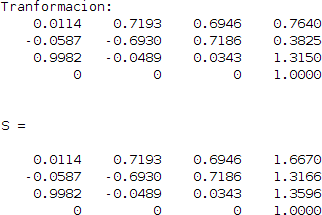 Tranformacion:
0.0114 0.7193 0.6946 0.7640
-0.0587 -0.6930 0.7186 0.3825
0.9982 -0.0489 0.0343 1.3150
0 0 0 1.0000
S =
0.0114 0.7193 0.6946 1.6670
-0.0587 -0.6930 0.7186 1.3166
0.9982 -0.0489 0.0343 1.3596
0 0 0 1.0000